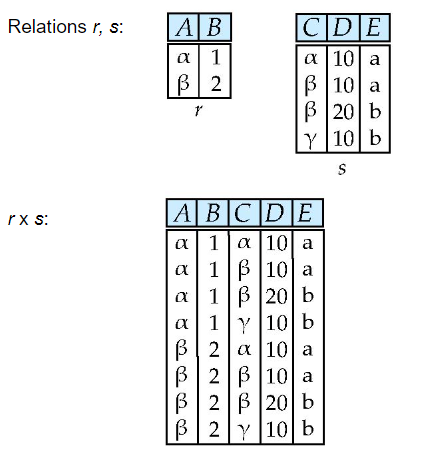 Relations r, s:
A B
α 1
β 2
r
C D E
α 10 a
β 10 a
β 20 b
γ 10 b
s
r x s:
A B C D E
α 1 α 10 a
α 1 β 10 a
α 1 β 20 b
α 1 γ 10 b
β 2 α 10 a
β 2 β 10 a
β 2 β 20 b
β 2 γ 10 b